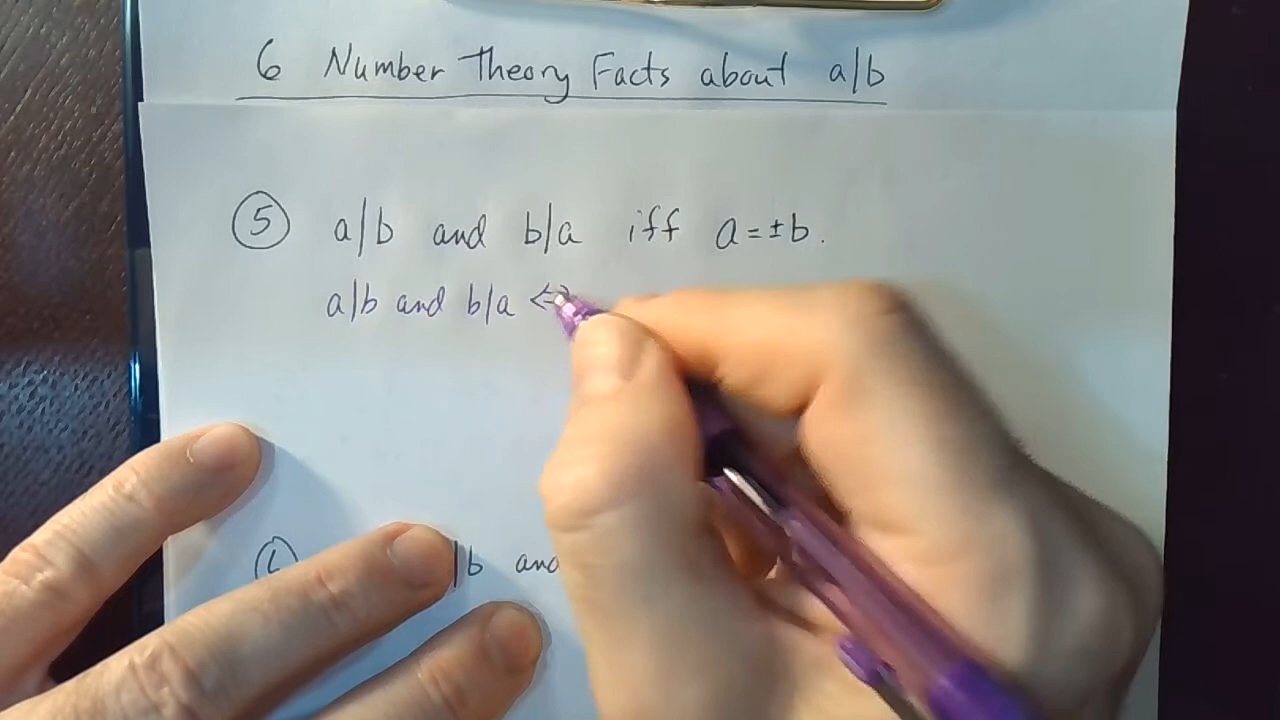 6 Number Theory Facts about a|b
⑤ a|b and b|a iff a=±b.
a|b and b|a <=>
|b and